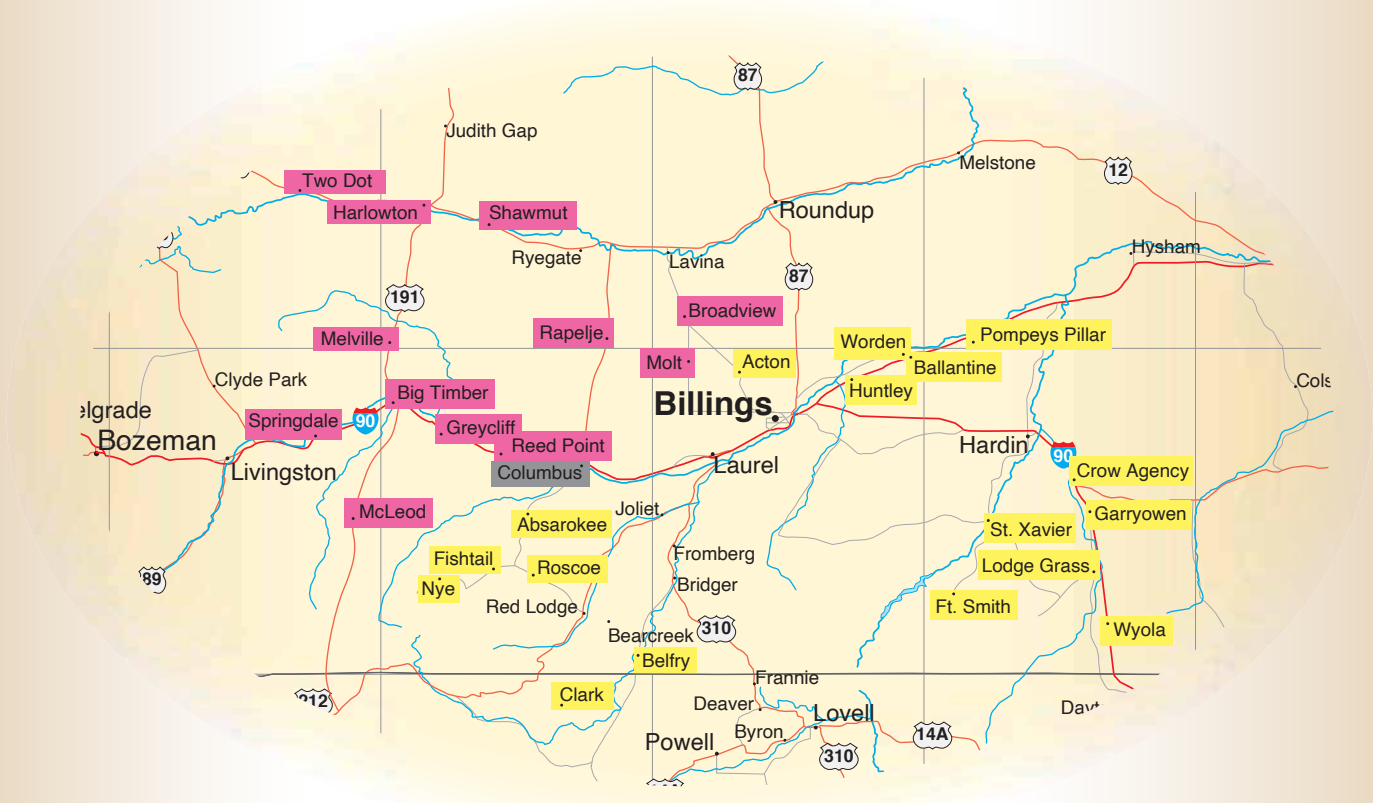 87
Judith Gap
Melstone
12
Two Dot
Harlowton
Shawmut
Roundup
Ryegate
Lavina
Hysham
87
191
Broadview
Rapelje
Melville
Worden
Pompeys Pillar
Molt
Acton
Ballantine
Clyde Park
Cols
Big Timber
Huntley
Billings
elgrade
Springdale
90
Greycliff
Bozeman
Reed Point
Hardin
90
Livingston
Columbus
Laurel
Crow Agency
McLeod
Joliet
Garryowen
Absarokee
St. Xavier
Fromberg
Fishtail
Roscoe
Lodge Grass
89
Nye
Bridger
Red Lodge
Ft. Smith
Bearcreek
310
Wyola
Belfry
Frannie
Clark
212
Deaver
Lovell
Dayt
Byron
14A
Powell
310